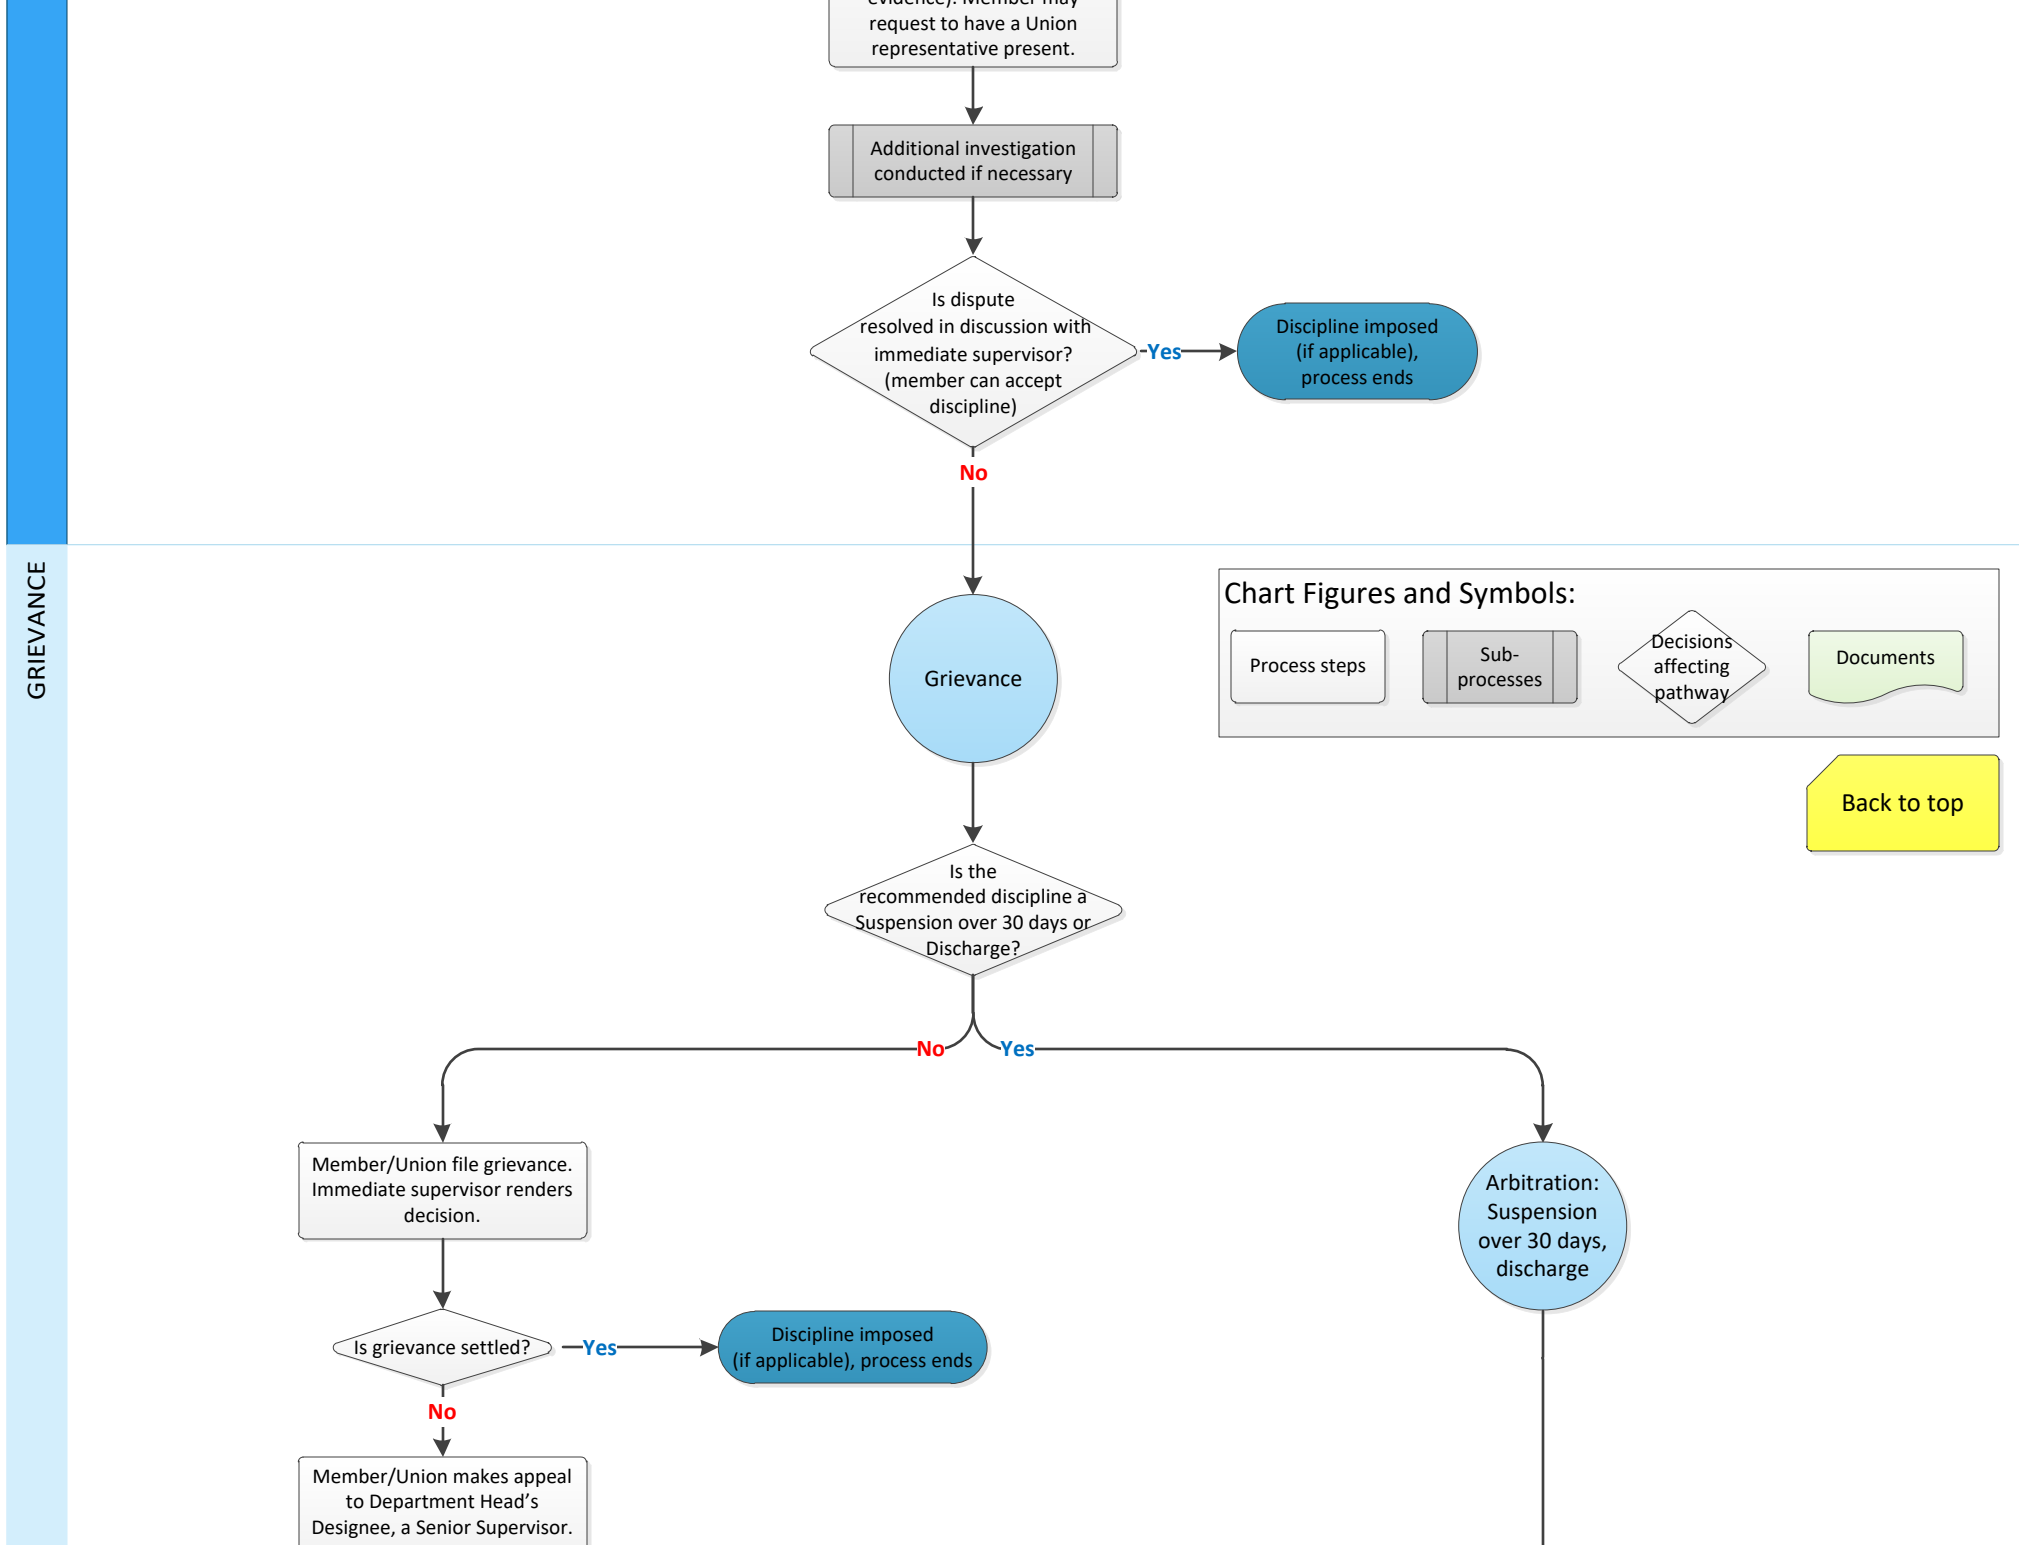 evidence). Member may
request to have a Union
representative present.
Additional investigation
conducted if necessary
Is dispute
resolved in discussion with
immediate supervisor?
(member can accept
discipline)
Yes
Discipline imposed
(if applicable),
process ends
No
GRIEVANCE
Grievance
Chart Figures and Symbols:
Process steps
Sub-
processes
Decisions
affecting
pathway
Documents
Back to top
Is the
recommended discipline a
Suspension over 30 days or
Discharge?
No
Yes
Member/Union file grievance.
Immediate supervisor renders
decision.
Arbitration:
Suspension
over 30 days,
discharge
Is grievance settled?
Yes
Discipline imposed
(if applicable), process ends
No
Member/Union makes appeal
to Department Head's
Designee, a Senior Supervisor.